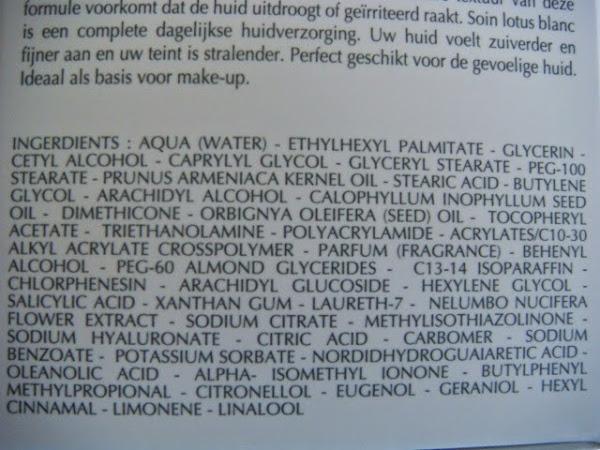 van deze
formule voorkomt dat de huid uitdroogt of geïrriteerd raakt. Soin lotus blanc
is een complete dagelijkse huidverzorging. Uw huid voelt zuiverder en
fijner aan en uw teint is stralender. Perfect geschikt voor de gevoelige huid.
Ideaal als basis voor make-up.
INGERDIENTS : AQUA (WATER) - ETHYLHEXYL PALMITATE - GLYCERIN -
CETYL ALCOHOL - CAPRYLYL GLYCOL - GLYCERYL STEARATE - PEG-100
STEARATE - PRUNUS ARMENIACA KERNEL OIL - STEARIC ACID - BUTYLENE
GLYCOL - ARACHIDYL ALCOHOL - CALOPHYLLUM INOPHYLLUM SEED
OIL - DIMETHICONE - ORBIGNYA OLEIFERA (SEED) OIL - TOCOPHERYL
ACETATE - TRIETHANOLAMINE - POLYACRYLAMIDE - ACRYLATES/C10-30
ALKYL ACRYLATE CROSSPOLYMER - PARFUM (FRAGRANCE) - BEHENYL
ALCOHOL - PEG-60 ALMOND GLYCERIDES - C13-14 ISOPARAFFIN -
CHLORPHENESIN - ARACHIDYL GLUCOSIDE - HEXYLENE GLYCOL -
SALICYLIC ACID - XANTHAN GUM - LAURETH-7 - NELUMBO NUCIFERA
FLOWER EXTRACT - SODIUM CITRATE - METHYLISOTHIAZOLINONE -
SODIUM HYALURONATE - CITRIC ACID - CARBOMER - SODIUM
BENZOATE - POTASSIUM SORBATE - NORDIDHYDROGUAIARETIC ACID -
OLEANOLIC ACID - ALPHA- ISOMETHYL IONONE - BUTYLPHENYL
METHYLPROPIONAL - CITRONELLOL - EUGENOL - GERANIOL - HEXYL
CINNAMAL - LIMONENE - LINALOOL